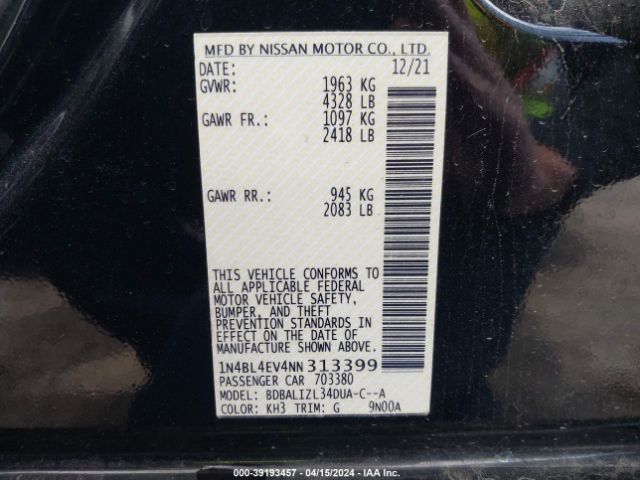 MFD BY NISSAN MOTOR CO., LTD.
DATE: 12/21
GVWR: 1963 KG
4328 LB
GAWR FR.: 1097 KG
2418 LB
GAWR RR.: 945 KG
2083 LB
THIS VEHICLE CONFORMS TO
ALL APPLICABLE FEDERAL
MOTOR VEHICLE SAFETY,
BUMPER, AND THEFT
PREVENTION STANDARDS IN
EFFECT ON THE DATE OF
MANUFACTURE SHOWN ABOVE.
1N4BL4EV4NN313399
PASSENGER CAR 703380
MODEL: BDBALIZL34DUA-C--A
COLOR: KH3 TRIM: G 9N00A
000-39193457 - 04/15/2024 - IAA Inc.